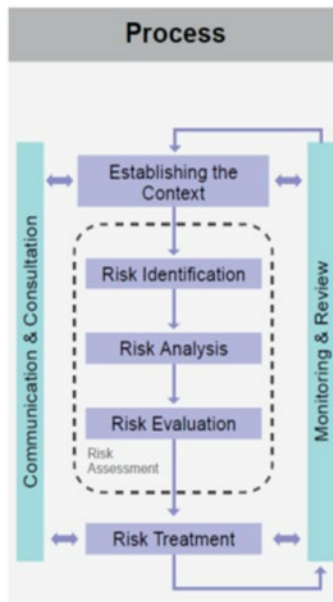 Process
Establishing the
Context
Communication & Consultation
Monitoring & Review
Risk Identification
Risk Analysis
Risk Evaluation
Risk
Assessment
Risk Treatment